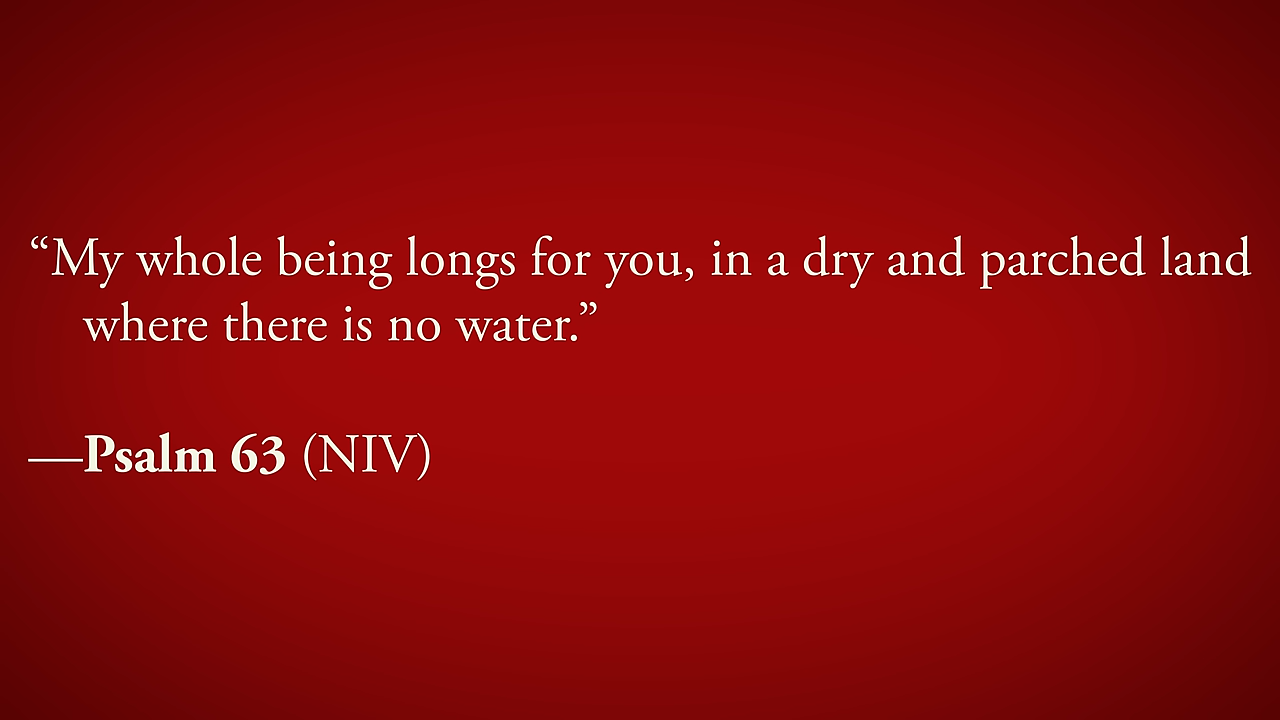 “My whole being longs for you, in a dry and parched land
where there is no water.”
—Psalm 63 (NIV)